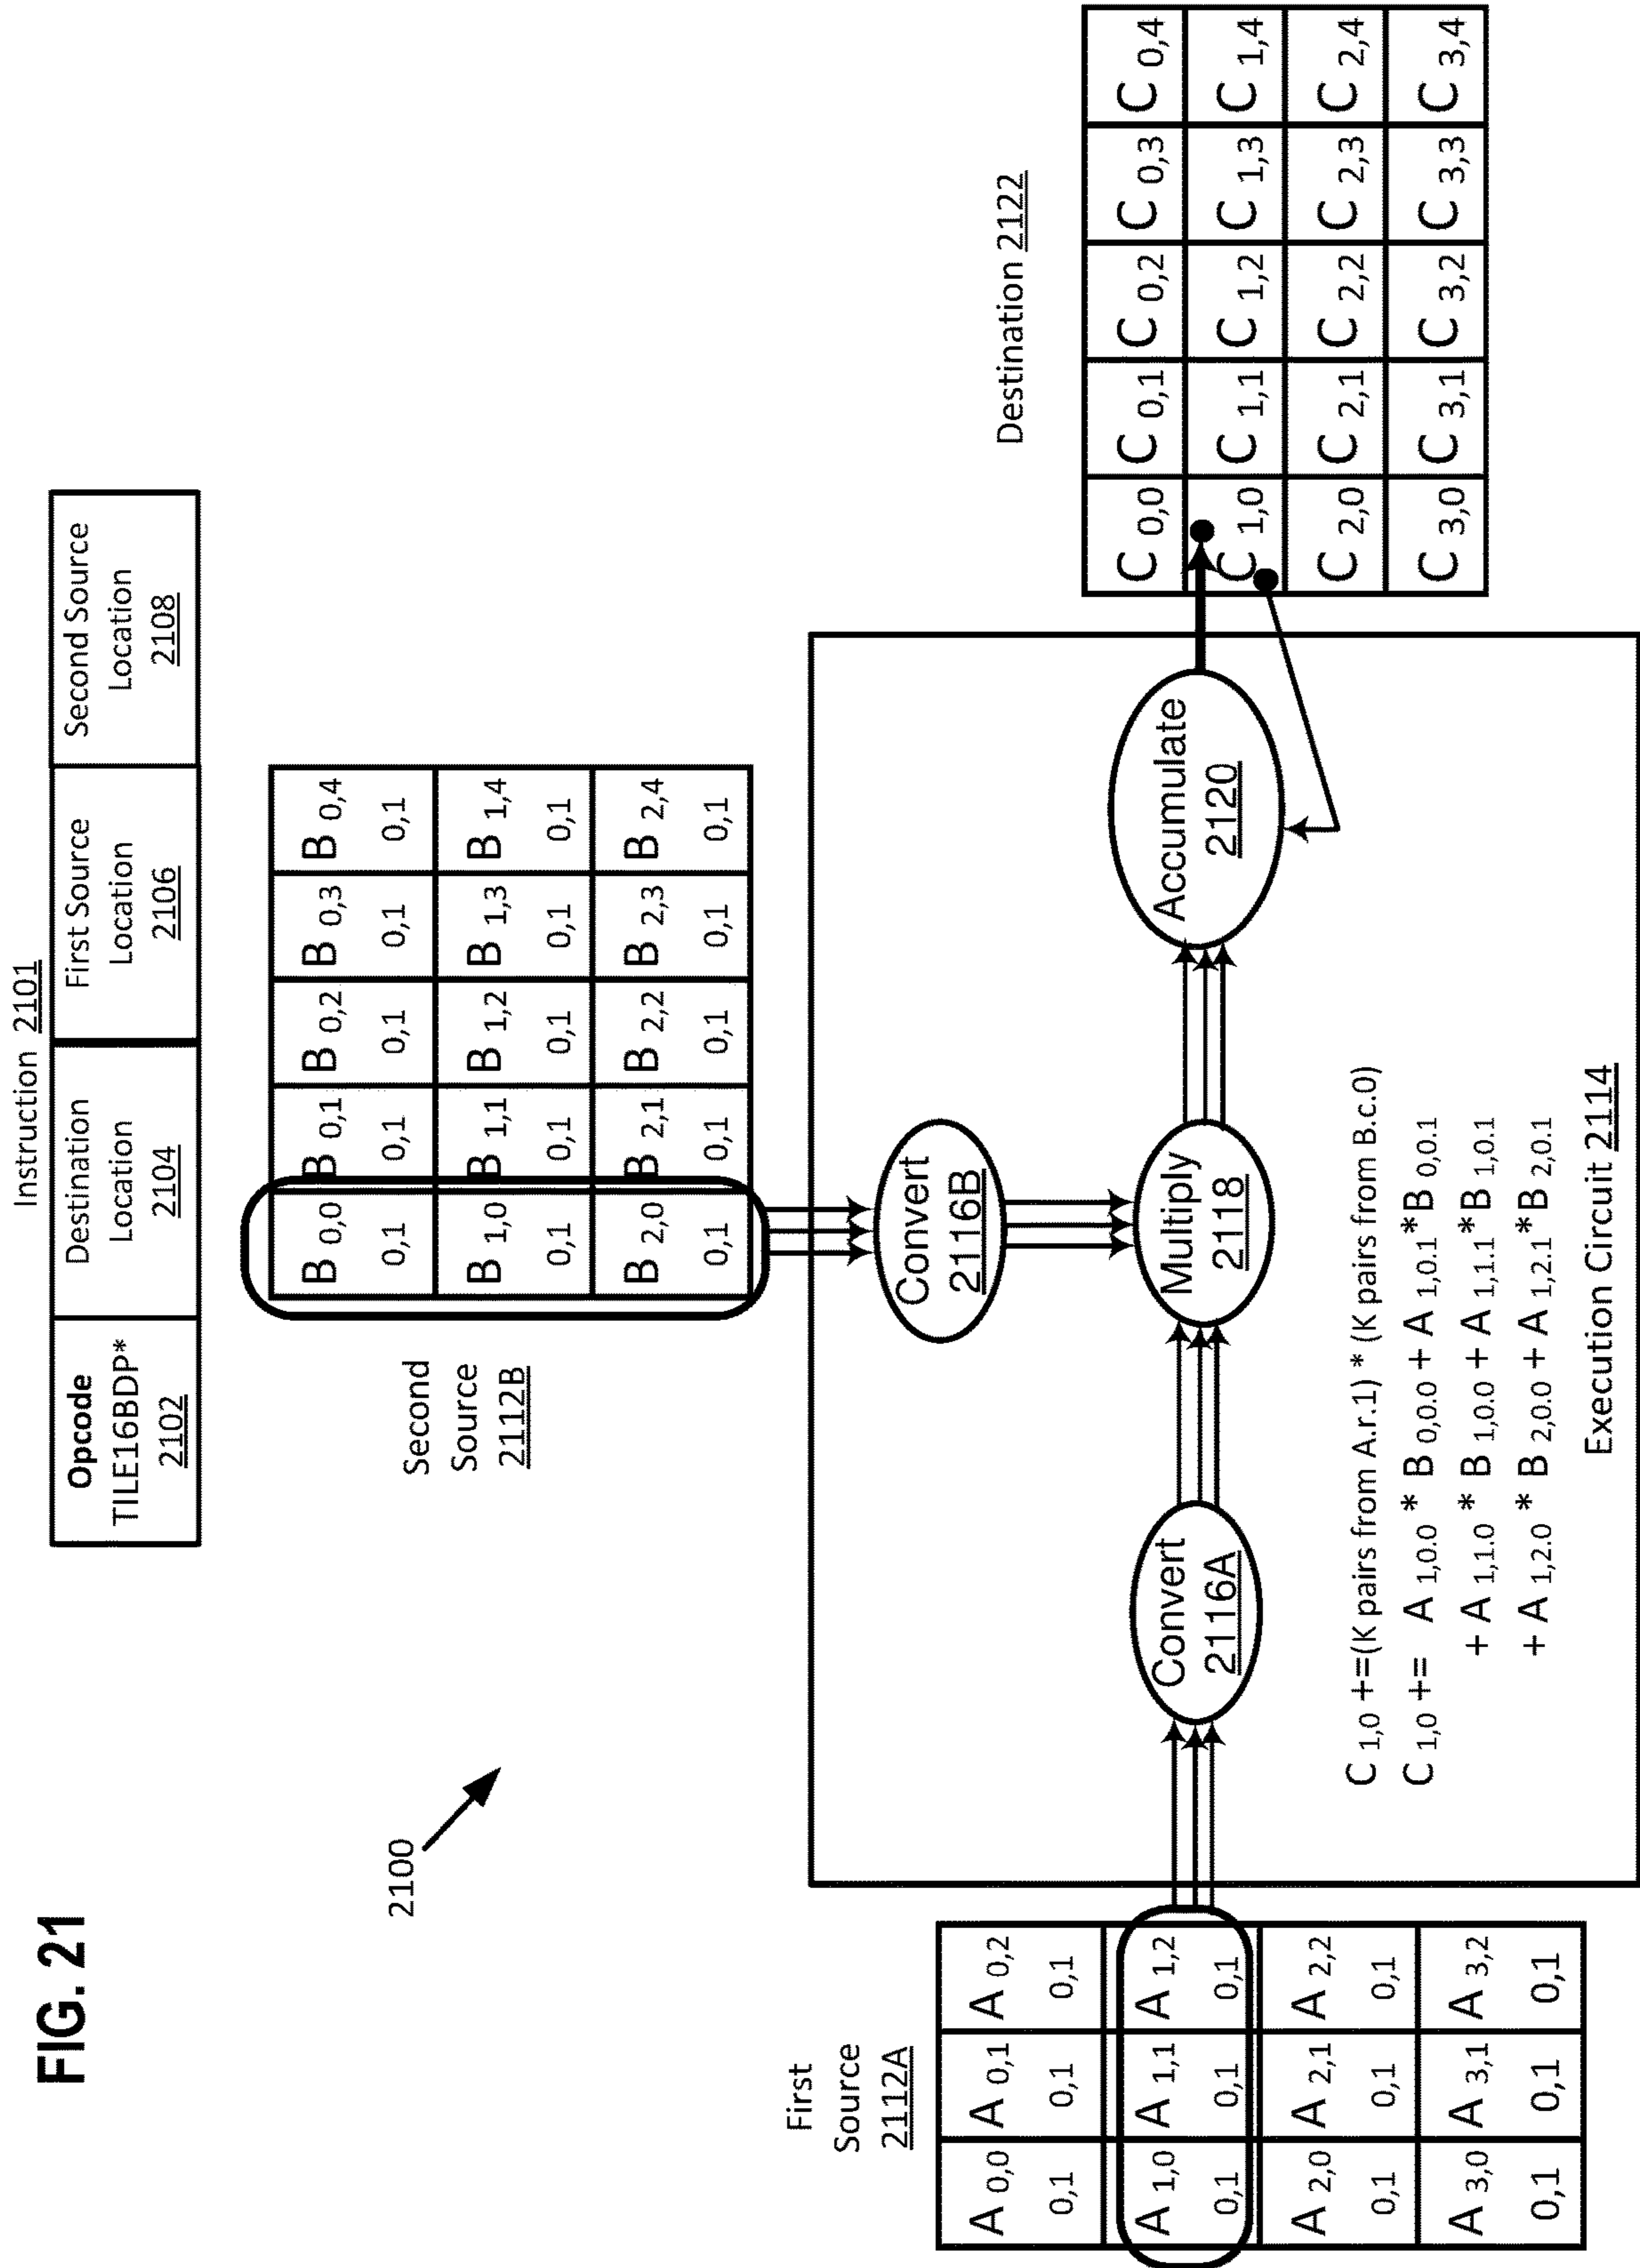 FIG. 21
Instruction 2101
Opcode
TILE16BDP*
2102
Destination
Location
2104
First Source
Location
2106
Second Source
Location
2108
2100
Second
Source
2112B
B 0,0 B 0,1 B 0,2 B 0,3 B 0,4
0,1 0,1 0,1 0,1 0,1
B 1,0 B 1,1 B 1,2 B 1,3 B 1,4
0,1 0,1 0,1 0,1 0,1
B 2,0 B 2,1 B 2,2 B 2,3 B 2,4
0,1 0,1 0,1 0,1 0,1
First
Source
2112A
A 0,0 A 0,1 A 0,2
0,1 0,1 0,1
A 1,0 A 1,1 A 1,2
0,1 0,1 0,1
A 2,0 A 2,1 A 2,2
0,1 0,1 0,1
A 3,0 A 3,1 A 3,2
0,1 0,1 0,1
Convert
2116B
Convert
2116A
Multiply
2118
Accumulate
2120
C 1,0 +=(K pairs from A.r.1) * (K pairs from B.c.0)
C 1,0 += A 1,0.0 * B 0,0.0 + A 1,0.1 *B 0,0.1
+ A 1,1.0 * B 1,0.0 + A 1,1.1 *B 1,0.1
+ A 1,2.0 * B 2,0.0 + A 1,2.1 *B 2,0.1
Execution Circuit 2114
Destination 2122
C 0,0 C 0,1 C 0,2 C 0,3 C 0,4
C 1,0 C 1,1 C 1,2 C 1,3 C 1,4
C 2,0 C 2,1 C 2,2 C 2,3 C 2,4
C 3,0 C 3,1 C 3,2 C 3,3 C 3,4